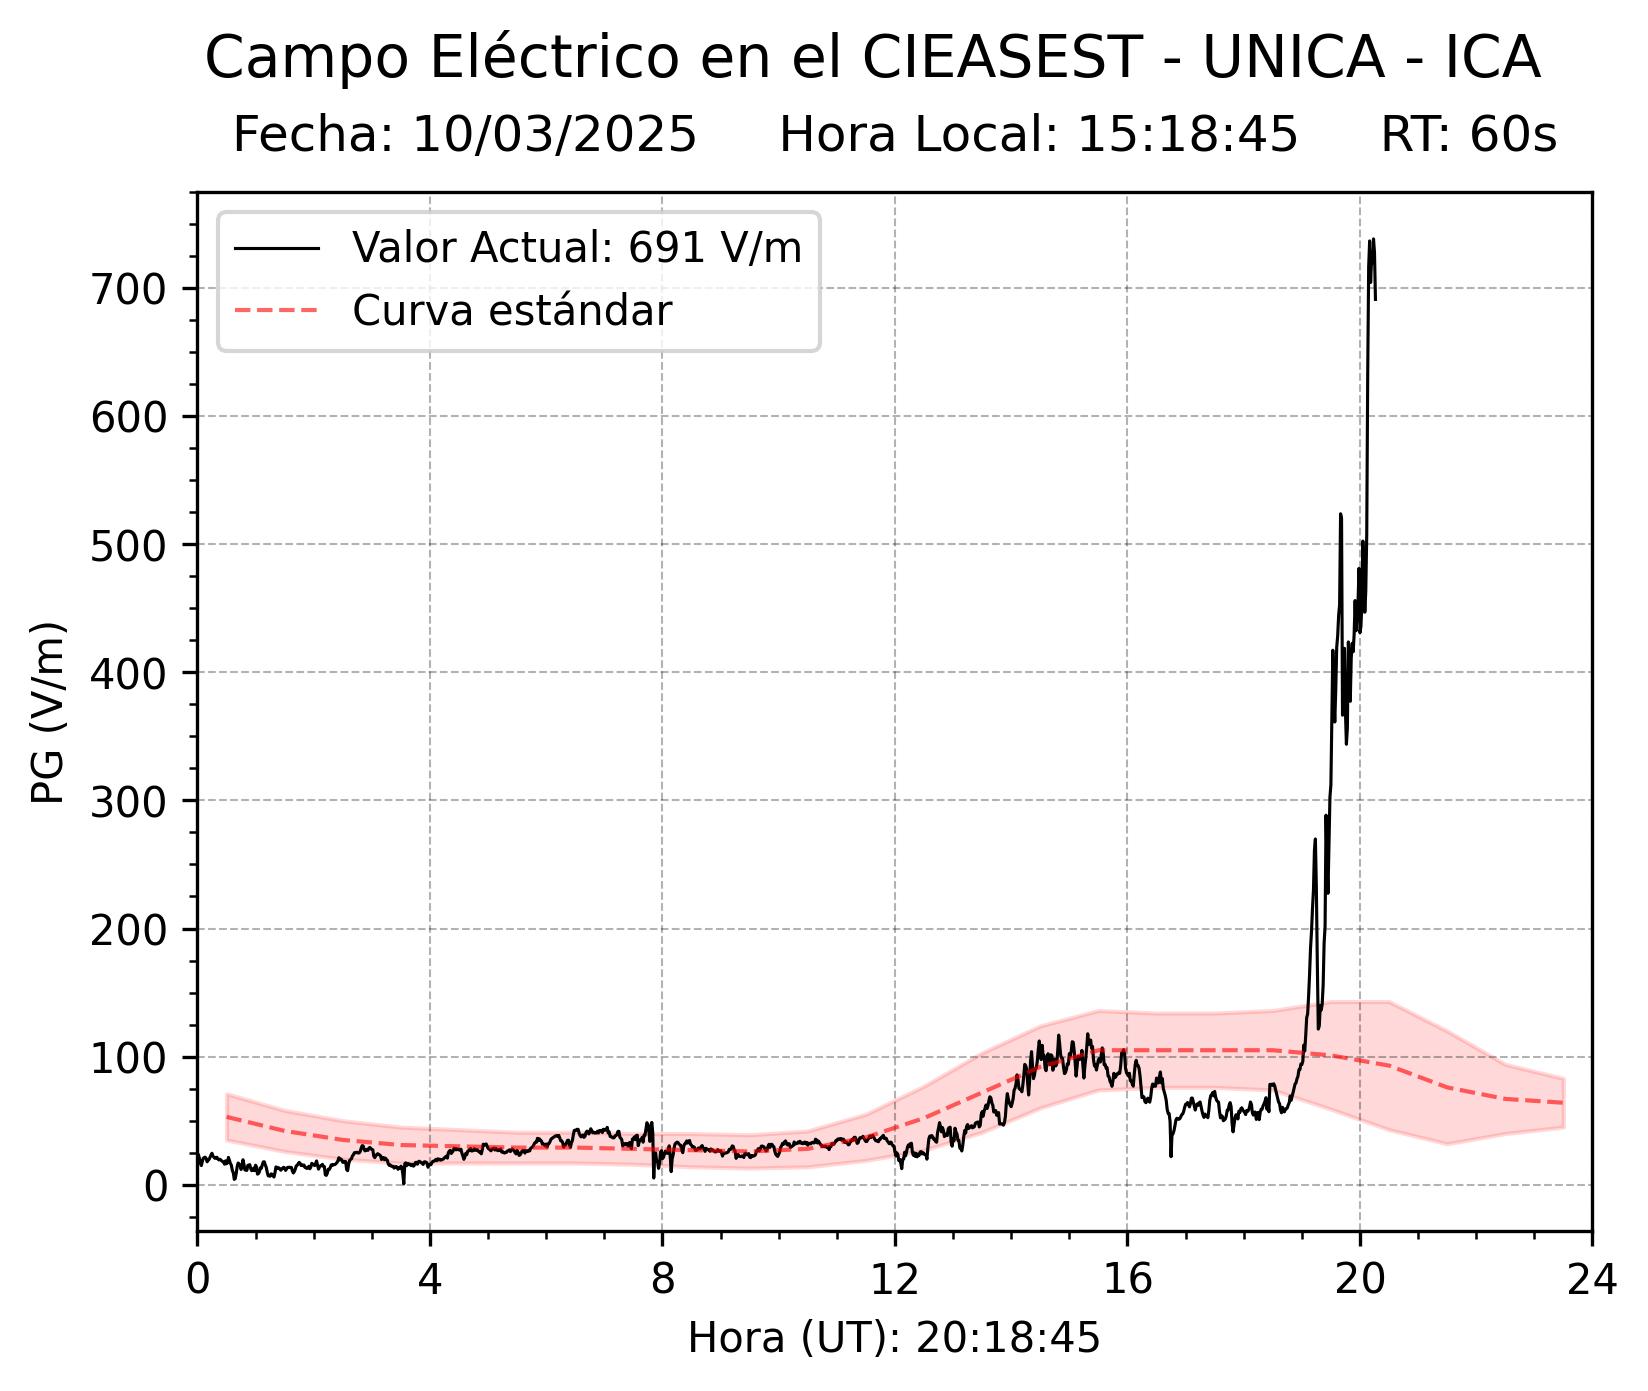 Campo Eléctrico en el CIEASEST - UNICA - ICA
Fecha: 10/03/2025 Hora Local: 15:18:45 RT: 60s
Valor Actual: 691 V/m
Curva estándar
PG (V/m)
700
600
500
400
300
200
100
0
0 4 8 12 16 20 24
Hora (UT): 20:18:45